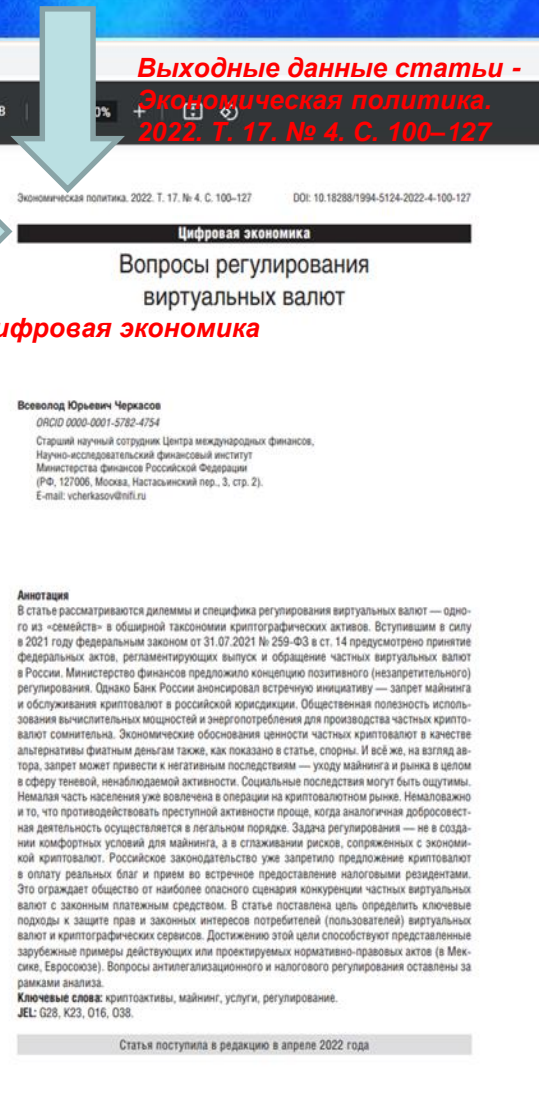 Выходные данные статьи -
Экономическая политика.
2022. Т. 17. № 4. С. 100–127
В
0%
+
Экономическая политика. 2022. Т. 17. № 4. С. 100–127 DOI: 10.18288/1994-5124-2022-4-100-127
Цифровая экономика
Вопросы регулирования
виртуальных валют
ифровая экономика
Всеволод Юрьевич Черкасов
ORCID 0000-0001-5782-4754
Старший научный сотрудник Центра международных финансов,
Научно-исследовательский финансовый институт
Министерства финансов Российской Федерации
(РФ, 127006, Москва, Настасьинский пер., 3, стр. 2).
E-mail: vcherkasov@nifi.ru
Аннотация
В статье рассматриваются дилеммы и специфика регулирования виртуальных валют — одно-
го из «семейств» в обширной таксономии криптографических активов. Вступившим в силу
в 2021 году федеральным законом от 31.07.2021 № 259-ФЗ в ст. 14 предусмотрено принятие
федеральных актов, регламентирующих выпуск и обращение частных виртуальных валют
в России. Министерство финансов предложило концепцию позитивного (незапретительного)
регулирования. Однако Банк России анонсировал встречную инициативу — запрет майнинга
и обслуживания криптовалют в российской юрисдикции. Общественная полезность исполь-
зования вычислительных мощностей и энергопотребления для производства частных крипто-
валют сомнительна. Экономические обоснования ценности частных криптовалют в качестве
альтернативы фиатным деньгам также, как показано в статье, спорны. И всё же, на взгляд ав-
тора, запрет может привести к негативным последствиям — уходу майнинга и рынка в целом
в сферу теневой, ненаблюдаемой активности. Социальные последствия могут быть ощутимы.
Немалая часть населения уже вовлечена в операции на криптовалютном рынке. Немаловажно
и то, что противодействовать преступной активности проще, когда аналогичная добросовест-
ная деятельность осуществляется в легальном порядке. Задача регулирования — не в созда-
нии комфортных условий для майнинга, а в сглаживании рисков, сопряженных с экономи-
кой криптовалют. Российское законодательство уже запретило предложение криптовалют
в оплату реальных благ и прием во встречное предоставление налоговыми резидентами.
Это ограждает общество от наиболее опасного сценария конкуренции частных виртуальных
валют с законным платежным средством. В статье поставлена цель определить ключевые
подходы к защите прав и законных интересов потребителей (пользователей) виртуальных
валют и криптографических сервисов. Достижению этой цели способствуют представленные
зарубежные примеры действующих или проектируемых нормативно-правовых актов (в Мек-
сике, Евросоюзе). Вопросы антилегализационного и налогового регулирования оставлены за
рамками анализа.
Ключевые слова: криптоактивы, майнинг, услуги, регулирование.
JEL: G28, K23, O16, O38.
Статья поступила в редакцию в апреле 2022 года